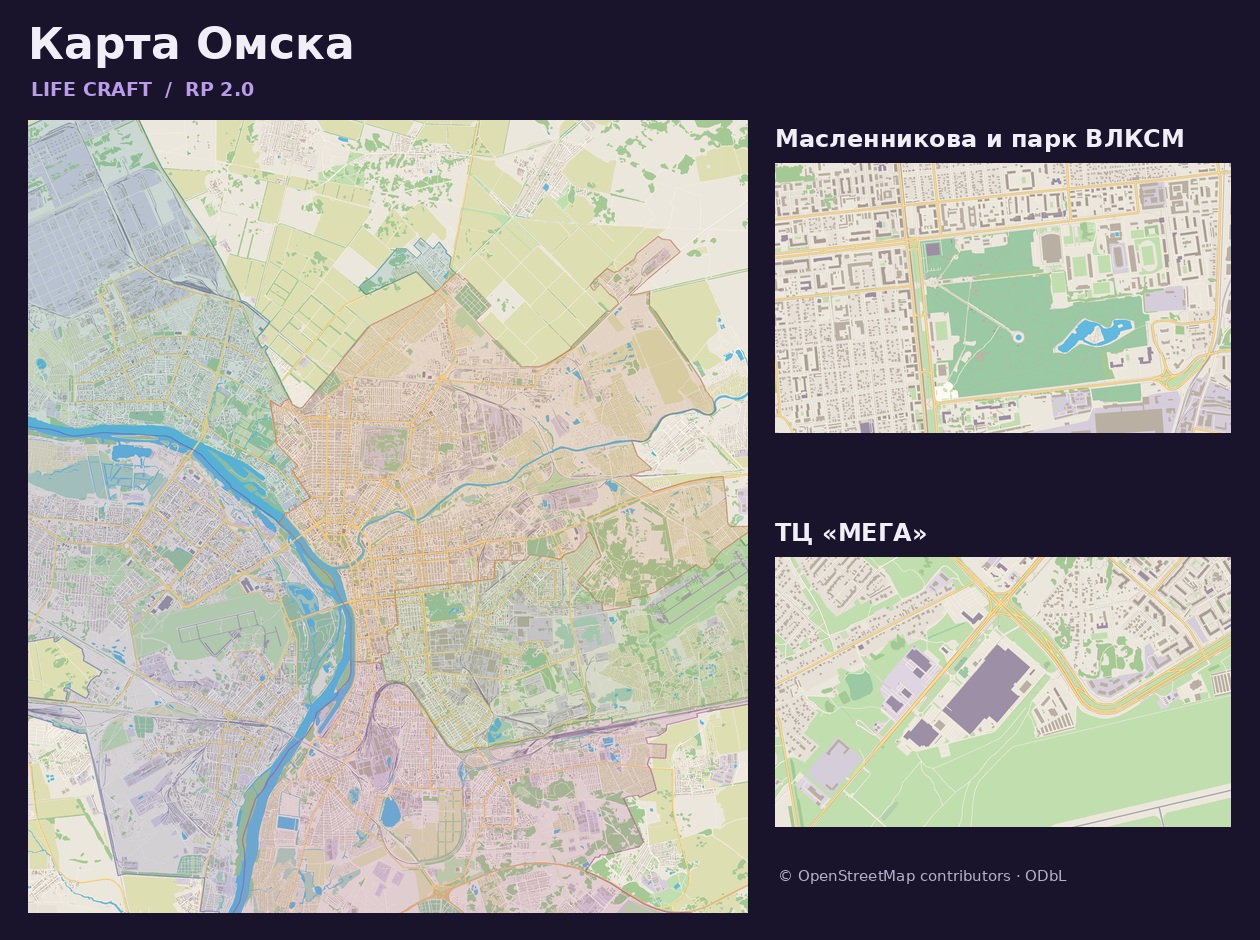 Карта Омска
LIFE CRAFT / RP 2.0
Масленникова и парк ВЛКСМ
ТЦ «МЕГА»
© OpenStreetMap contributors · ODbL